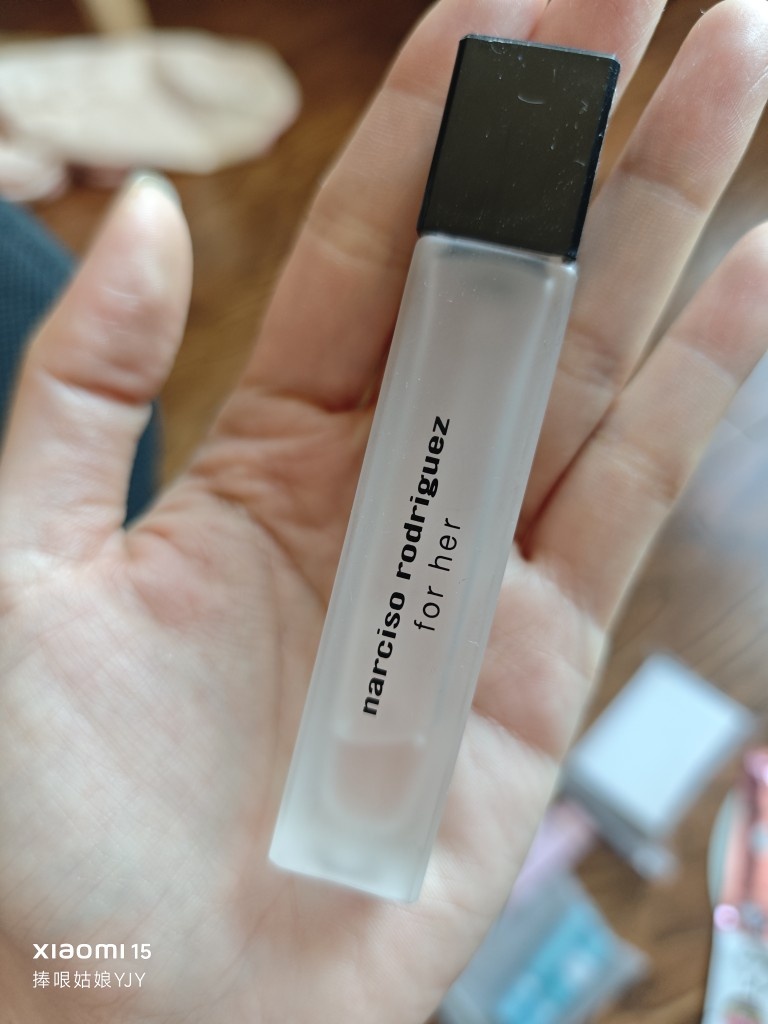 narciso rodriguez
for her
XIAOMI 15
捧哏姑娘YJY